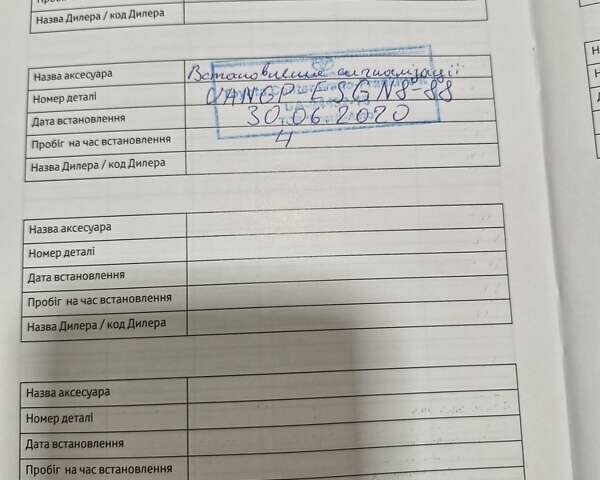 Назва Дилера / код Дилера
Назва аксесуара Встановлення сигналізації
Номер деталі UANGP FSGN8-88
Дата встановлення 30.06.2020
Пробіг на час встановлення 4
Назва Дилера / код Дилера
Назва аксесуара
Номер деталі
Дата встановлення
Пробіг на час встановлення
Назва Дилера / код Дилера
Назва аксесуара
Номер деталі
Дата встановлення
Пробіг на час встановлення